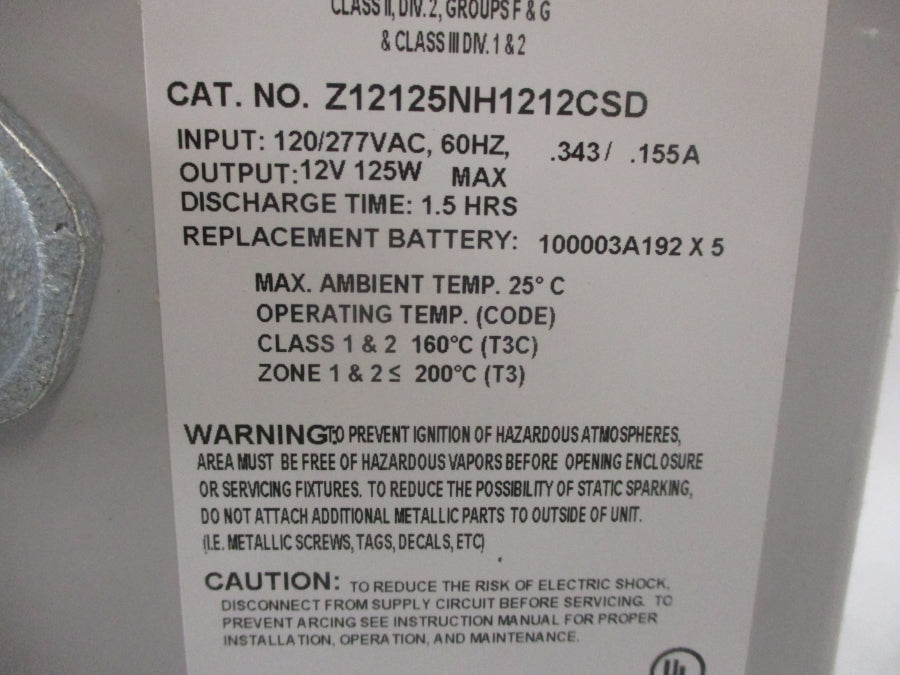 CLASS II, DIV. 2, GROUPS F & G
& CLASS III DIV. 1 & 2
CAT. NO. Z12125NH1212CSD
INPUT: 120/277VAC, 60HZ, .343/ .155A
OUTPUT:12V 125W MAX
DISCHARGE TIME: 1.5 HRS
REPLACEMENT BATTERY: 100003A192 X 5
MAX. AMBIENT TEMP. 25° C
OPERATING TEMP. (CODE)
CLASS 1 & 2 160°C (T3C)
ZONE 1 & 2 ≤ 200°C (T3)
WARNING: TO PREVENT IGNITION OF HAZARDOUS ATMOSPHERES,
AREA MUST BE FREE OF HAZARDOUS VAPORS BEFORE OPENING ENCLOSURE
OR SERVICING FIXTURES. TO REDUCE THE POSSIBILITY OF STATIC SPARKING,
DO NOT ATTACH ADDITIONAL METALLIC PARTS TO OUTSIDE OF UNIT.
(I.E. METALLIC SCREWS, TAGS, DECALS, ETC)
CAUTION: TO REDUCE THE RISK OF ELECTRIC SHOCK,
DISCONNECT FROM SUPPLY CIRCUIT BEFORE SERVICING. TO
PREVENT ARCING SEE INSTRUCTION MANUAL FOR PROPER
INSTALLATION, OPERATION, AND MAINTENANCE.
UL